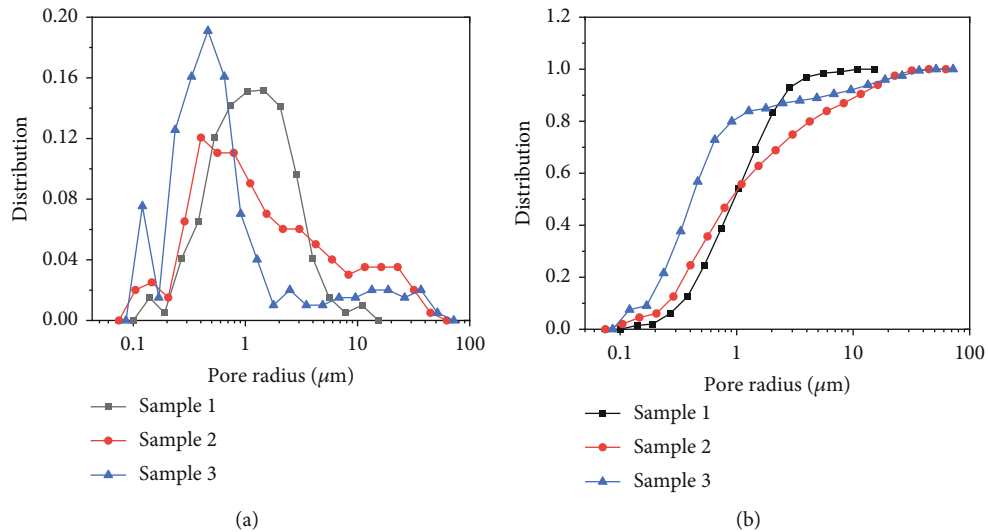 0.20
0.16
0.12
0.08
0.04
0.00
Distribution
0.1
1
10
100
Pore radius (μm)
Sample 1
Sample 2
Sample 3
(a)
1.2
1.0
0.8
0.6
0.4
0.2
0.0
Distribution
0.1
1
10
100
Pore radius (μm)
Sample 1
Sample 2
Sample 3
(b)